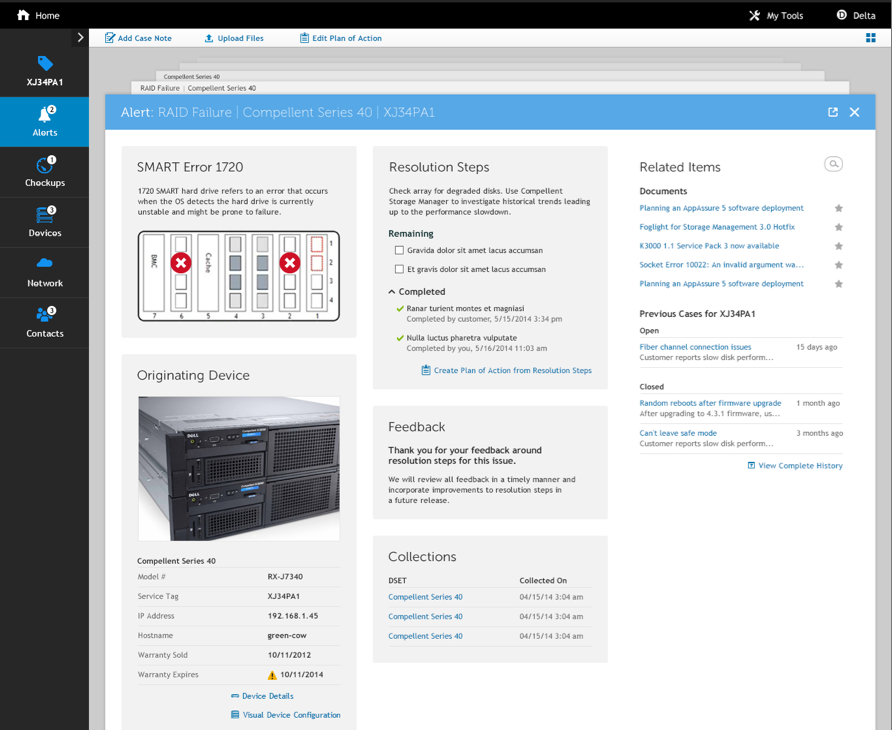 Home
My Tools
Delta
Add Case Note
Upload Files
Edit Plan of Action
XJ34PA1
2
Alerts
1
Checkups
3
Devices
Network
3
Contacts
Compellent Series 40
RAID Failure | Compellent Series 40
Alert: RAID Failure | Compellent Series 40 | XJ34PA1
SMART Error 1720
1720 SMART hard drive refers to an error that occurs
when the OS detects the hard drive is currently
unstable and might be prone to failure.
BMC
Cache
1
2
3
4
7 6 5 4 3 2 1
Originating Device
DELL
DELL
Compellent Series 40
Model # RX-J7340
Service Tag XJ34PA1
IP Address 192.168.1.45
Hostname green-cow
Warranty Sold 10/11/2012
Warranty Expires 10/11/2014
Device Details
Visual Device Configuration
Resolution Steps
Check array for degraded disks. Use Compellent
Storage Manager to investigate historical trends leading
up to the performance slowdown.
Remaining
Gravida dolor sit amet lacus accumsan
Et gravis dolor sit amet lacus accumsan
Completed
Ranar turient montes et magniasi
Completed by customer, 5/15/2014 3:34 pm
Nulla luctus pharetra vulputate
Completed by you, 5/16/2014 11:03 am
Create Plan of Action from Resolution Steps
Feedback
Thank you for your feedback around
resolution steps for this issue.
We will review all feedback in a timely manner and
incorporate improvements to resolution steps in
a future release.
Collections
DSET Collected On
Compellent Series 40 04/15/14 3:04 am
Compellent Series 40 04/15/14 3:04 am
Compellent Series 40 04/15/14 3:04 am
Related Items
Documents
Planning an AppAssure 5 software deployment
Foglight for Storage Management 3.0 Hotfix
K3000 1.1 Service Pack 3 now available
Socket Error 10022: An invalid argument wa...
Planning an AppAssure 5 software deployment
Previous Cases for XJ34PA1
Open
Fiber channel connection issues 15 days ago
Customer reports slow disk perform...
Closed
Random reboots after firmware upgrade 1 month ago
After upgrading to 4.3.1 firmware, us...
Can't leave safe mode 3 months ago
Customer reports slow disk perform...
View Complete History